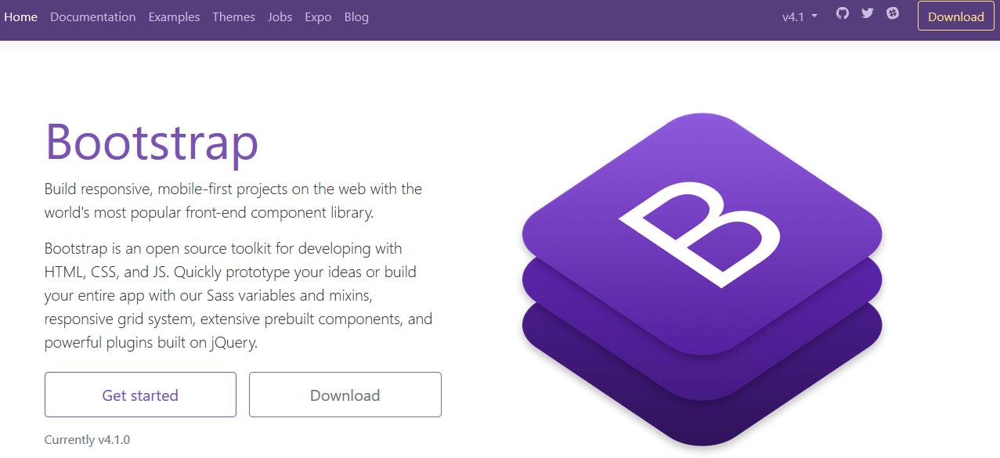 Home Documentation Examples Themes Jobs Expo Blog v4.1 Download
Bootstrap
Build responsive, mobile-first projects on the web with the
world's most popular front-end component library.
Bootstrap is an open source toolkit for developing with
HTML, CSS, and JS. Quickly prototype your ideas or build
your entire app with our Sass variables and mixins,
responsive grid system, extensive prebuilt components, and
powerful plugins built on jQuery.
Get started Download
Currently v4.1.0
B